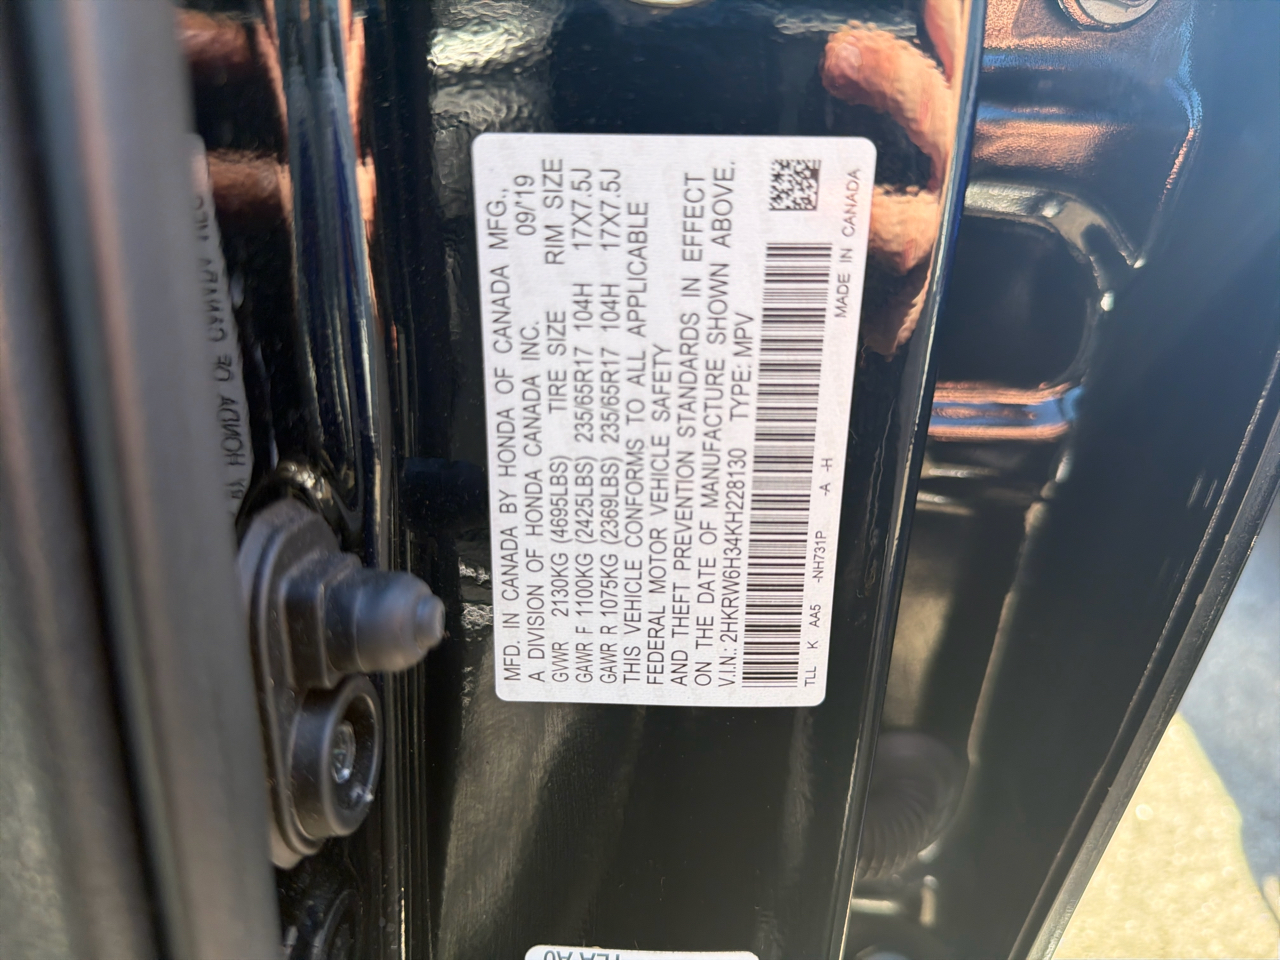 MFD. IN CANADA BY HONDA OF CANADA MFG.,
A DIVISION OF HONDA CANADA INC. 09/'19
GVWR 2130KG (4695LBS) TIRE SIZE RIM SIZE
GAWR F 1100KG (2425LBS) 235/65R17 104H 17X7.5J
GAWR R 1075KG (2369LBS) 235/65R17 104H 17X7.5J
THIS VEHICLE CONFORMS TO ALL APPLICABLE
FEDERAL MOTOR VEHICLE SAFETY
AND THEFT PREVENTION STANDARDS IN EFFECT
ON THE DATE OF MANUFACTURE SHOWN ABOVE.
V.I.N.: 2HKRW6H34KH228130 TYPE: MPV
TLL K AA5 -NH731P -A -H
MADE IN CANADA